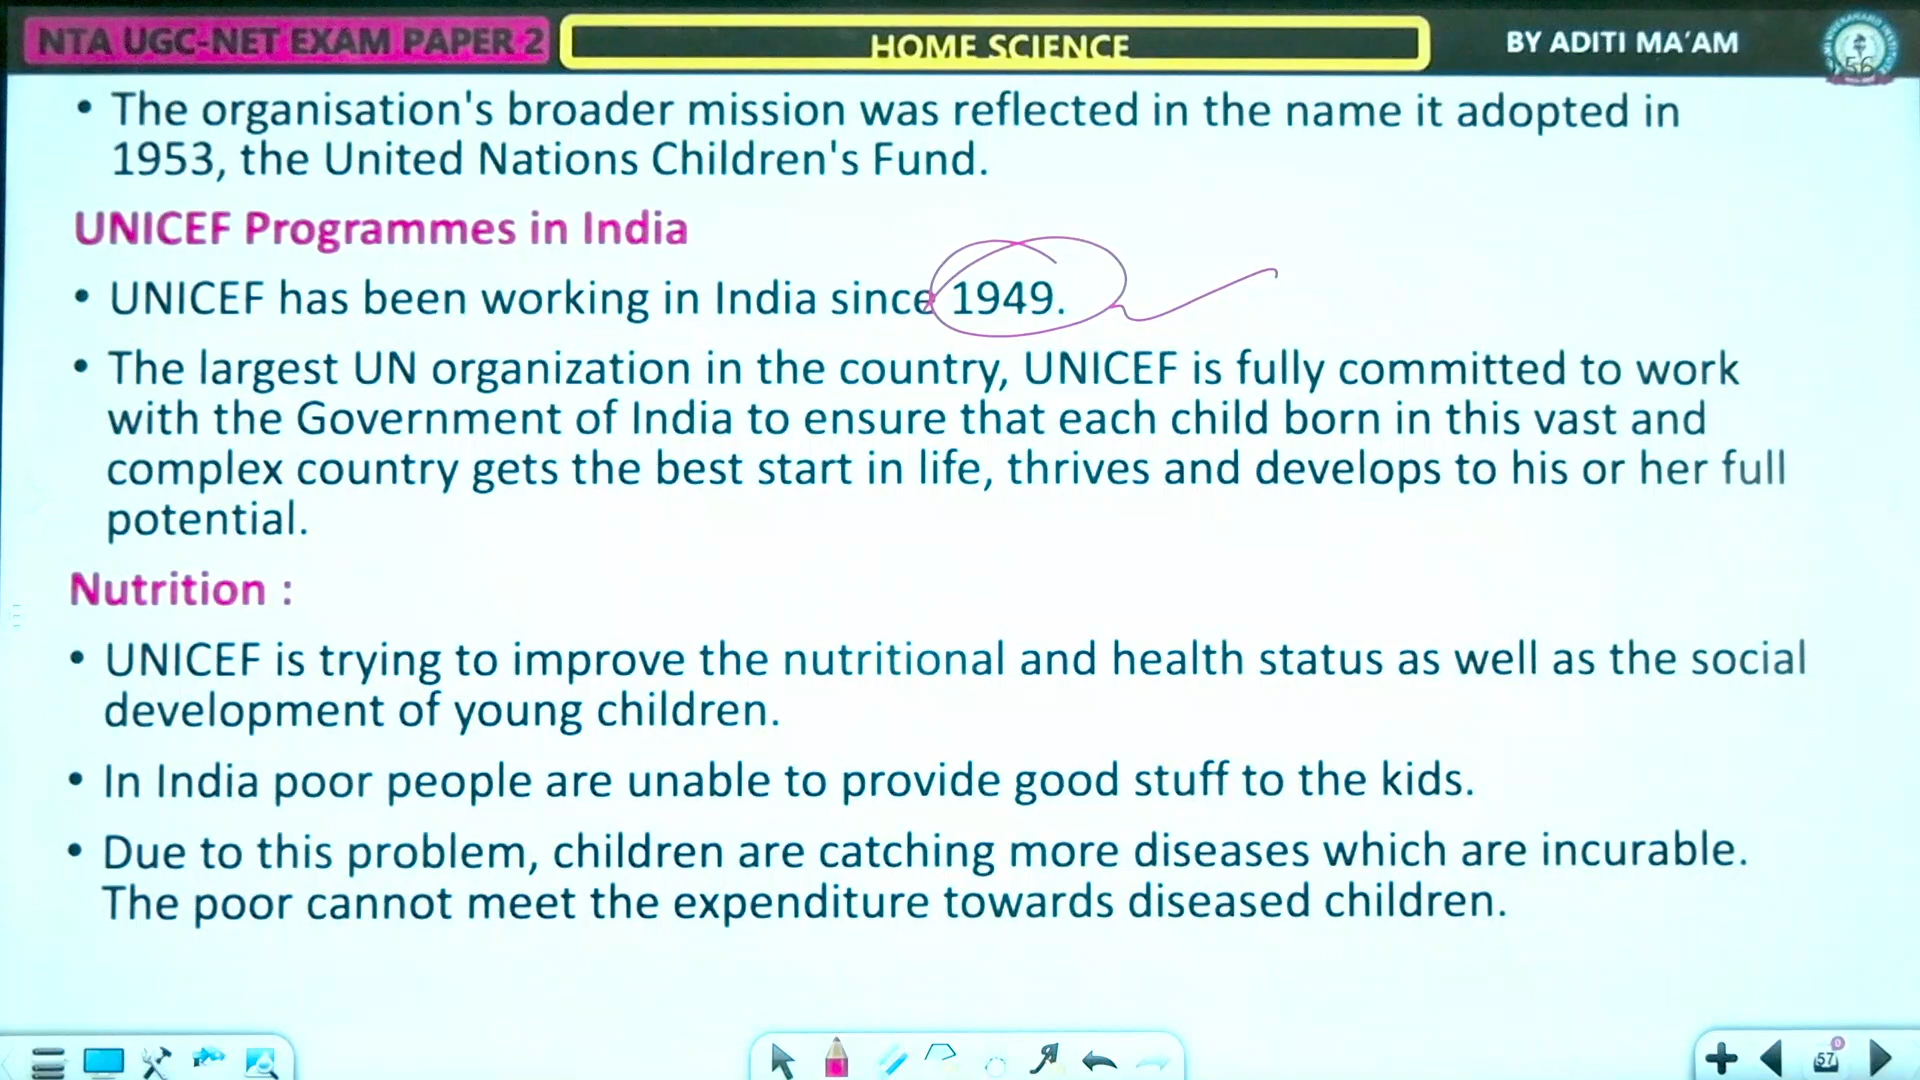 NTA UGC-NET EXAM PAPER 2
HOME SCIENCE
BY ADITI MA'AM
56
• The organisation's broader mission was reflected in the name it adopted in
1953, the United Nations Children's Fund.
UNICEF Programmes in India
• UNICEF has been working in India since 1949.
• The largest UN organization in the country, UNICEF is fully committed to work
with the Government of India to ensure that each child born in this vast and
complex country gets the best start in life, thrives and develops to his or her full
potential.
Nutrition :
• UNICEF is trying to improve the nutritional and health status as well as the social
development of young children.
• In India poor people are unable to provide good stuff to the kids.
• Due to this problem, children are catching more diseases which are incurable.
The poor cannot meet the expenditure towards diseased children.
57
0